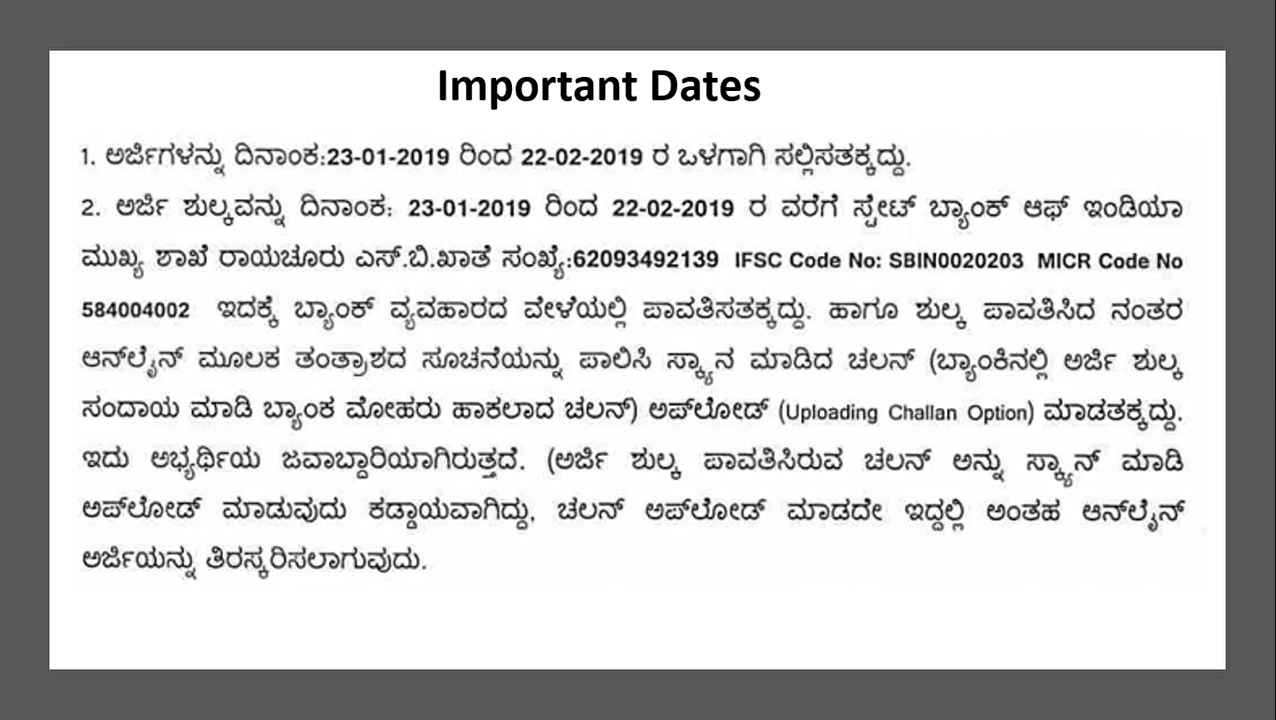 Important Dates
1. ಅರ್ಜಿಗಳನ್ನು ದಿನಾಂಕ:23-01-2019 ರಿಂದ 22-02-2019 ರ ಒಳಗಾಗಿ ಸಲ್ಲಿಸತಕ್ಕದ್ದು.
2. ಅರ್ಜಿ ಶುಲ್ಕವನ್ನು ದಿನಾಂಕ: 23-01-2019 ರಿಂದ 22-02-2019 ರ ವರೆಗೆ ಸ್ಟೇಟ್ ಬ್ಯಾಂಕ್ ಆಫ್ ಇಂಡಿಯಾ
ಮುಖ್ಯ ಶಾಖೆ ರಾಯಚೂರು ಎಸ್.ಬಿ.ಖಾತೆ ಸಂಖ್ಯೆ:62093492139 IFSC Code No: SBIN0020203 MICR Code No
584004002 ಇದಕ್ಕೆ ಬ್ಯಾಂಕ್ ವ್ಯವಹಾರದ ವೇಳೆಯಲ್ಲಿ ಪಾವತಿಸತಕ್ಕದ್ದು. ಹಾಗೂ ಶುಲ್ಕ ಪಾವತಿಸಿದ ನಂತರ
ಆನ್‌ಲೈನ್ ಮೂಲಕ ತಂತ್ರಾಶದ ಸೂಚನೆಯನ್ನು ಪಾಲಿಸಿ ಸ್ಕ್ಯಾನ ಮಾಡಿದ ಚಲನ್ (ಬ್ಯಾಂಕಿನಲ್ಲಿ ಅರ್ಜಿ ಶುಲ್ಕ
ಸಂದಾಯ ಮಾಡಿ ಬ್ಯಾಂಕ ಮೋಹರು ಹಾಕಲಾದ ಚಲನ್) ಅಪ್‌ಲೋಡ್ (Uploading Challan Option) ಮಾಡತಕ್ಕದ್ದು.
ಇದು ಅಭ್ಯರ್ಥಿಯ ಜವಾಬ್ದಾರಿಯಾಗಿರುತ್ತದೆ. (ಅರ್ಜಿ ಶುಲ್ಕ ಪಾವತಿಸಿರುವ ಚಲನ್ ಅನ್ನು ಸ್ಕ್ಯಾನ್ ಮಾಡಿ
ಅಪ್‌ಲೋಡ್ ಮಾಡುವುದು ಕಡ್ಡಾಯವಾಗಿದ್ದು, ಚಲನ್ ಅಪ್‌ಲೋಡ್ ಮಾಡದೇ ಇದ್ದಲ್ಲಿ ಅಂತಹ ಆನ್‌ಲೈನ್
ಅರ್ಜಿಯನ್ನು ತಿರಸ್ಕರಿಸಲಾಗುವುದು.